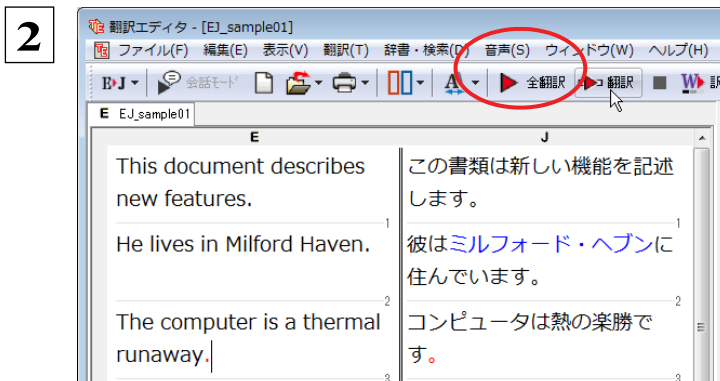 2
翻訳エディタ - [EJ_sample01]
ファイル(F) 編集(E) 表示(V) 翻訳(T) 辞書・検索(D) 音声(S) ウィンドウ(W) ヘルプ(H)
E▸J 会話モード 全翻訳 翻訳 W 訳
E EJ_sample01
E J
This document describes
new features.
1
この書類は新しい機能を記述
します。
1
He lives in Milford Haven.
2
彼はミルフォード・ヘブンに
住んでいます。
2
The computer is a thermal
runaway.
3
コンピュータは熱の楽勝で
す。
3